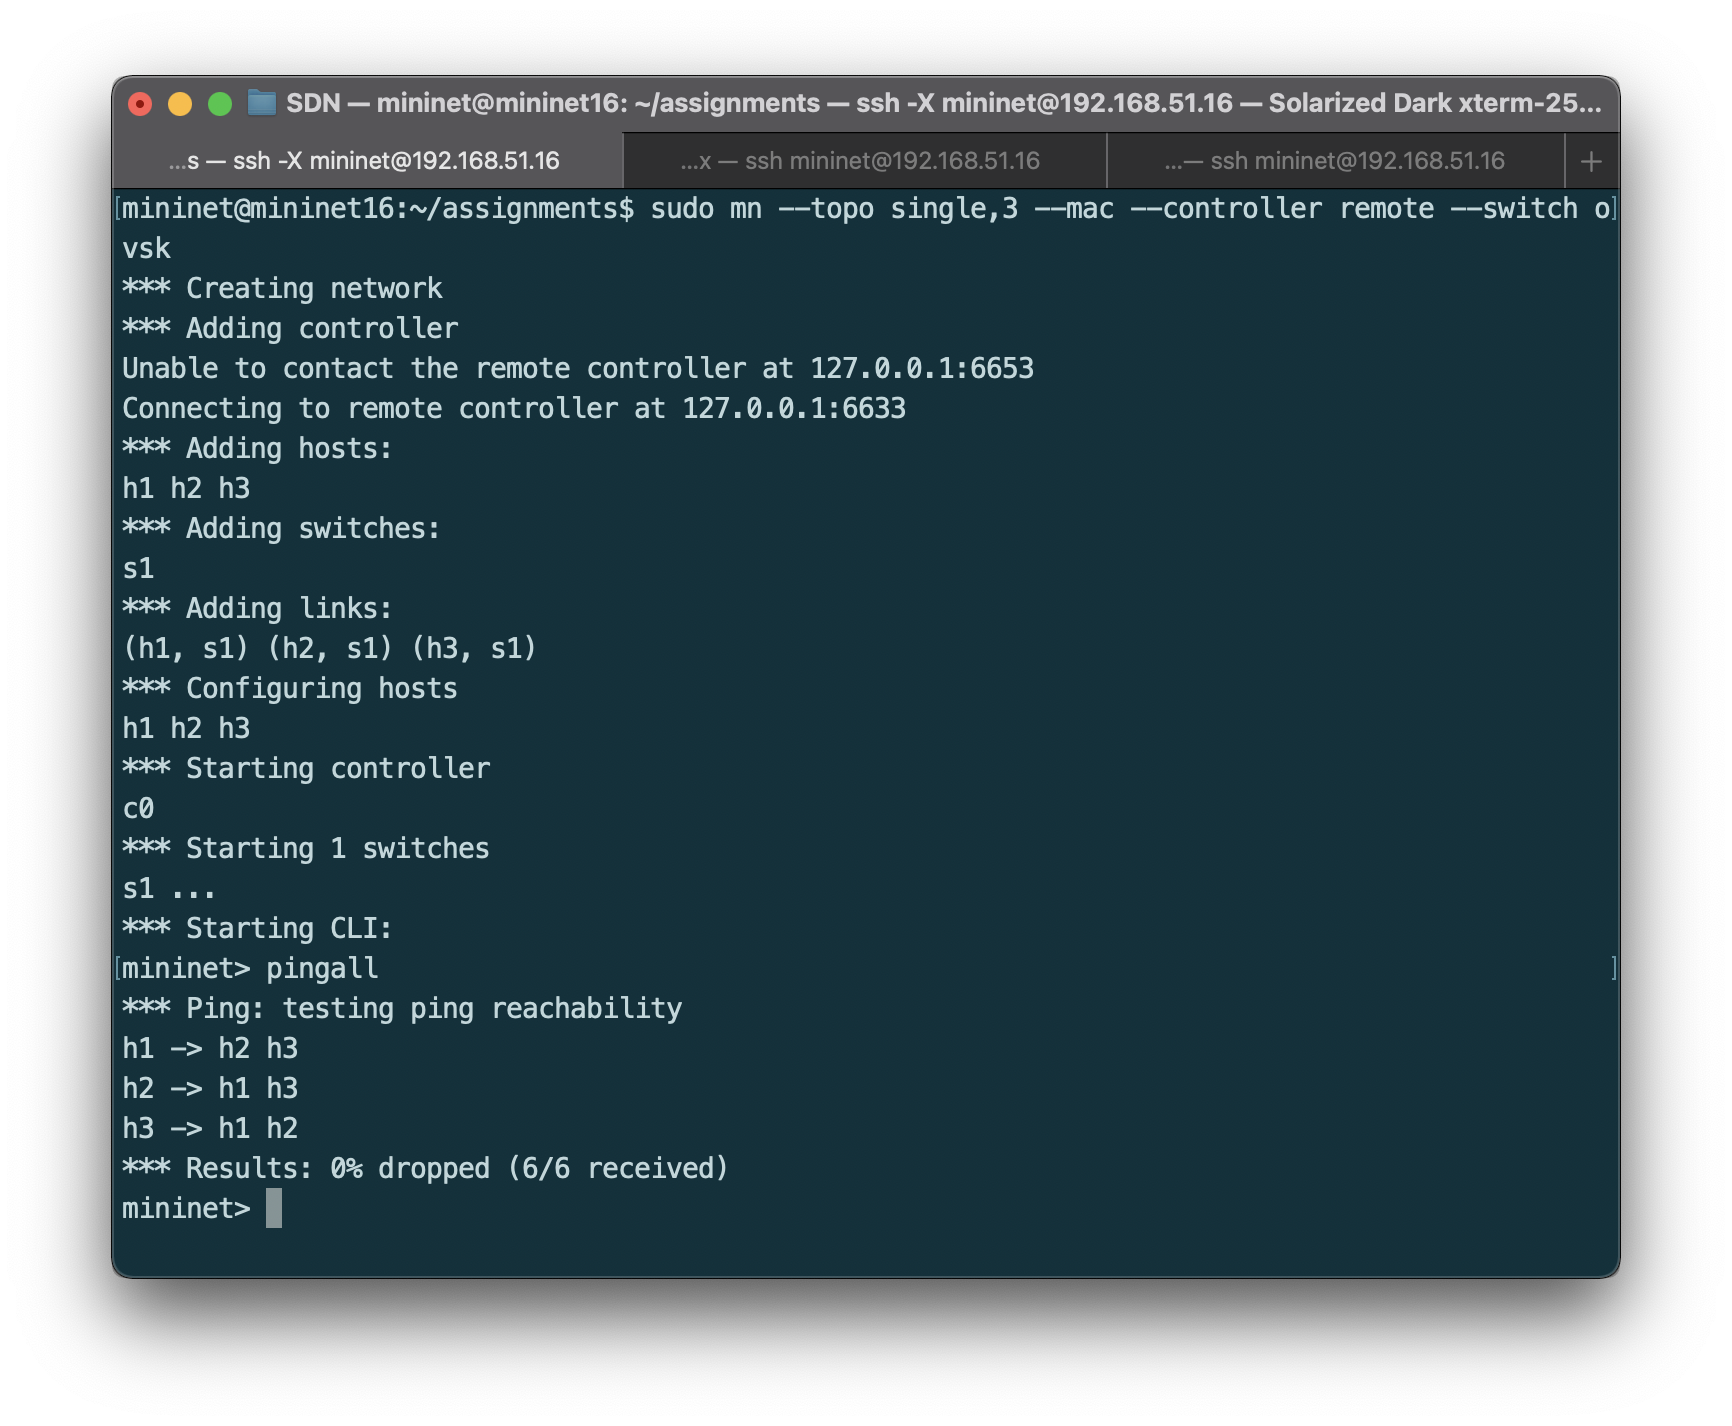 SDN — mininet@mininet16: ~/assignments — ssh -X mininet@192.168.51.16 — Solarized Dark xterm-25...
...s — ssh -X mininet@192.168.51.16
...x — ssh mininet@192.168.51.16
...— ssh mininet@192.168.51.16
+
[mininet@mininet16:~/assignments$ sudo mn --topo single,3 --mac --controller remote --switch o]
vsk
*** Creating network
*** Adding controller
Unable to contact the remote controller at 127.0.0.1:6653
Connecting to remote controller at 127.0.0.1:6633
*** Adding hosts:
h1 h2 h3
*** Adding switches:
s1
*** Adding links:
(h1, s1) (h2, s1) (h3, s1)
*** Configuring hosts
h1 h2 h3
*** Starting controller
c0
*** Starting 1 switches
s1 ...
*** Starting CLI:
[mininet> pingall ]
*** Ping: testing ping reachability
h1 -> h2 h3
h2 -> h1 h3
h3 -> h1 h2
*** Results: 0% dropped (6/6 received)
mininet>